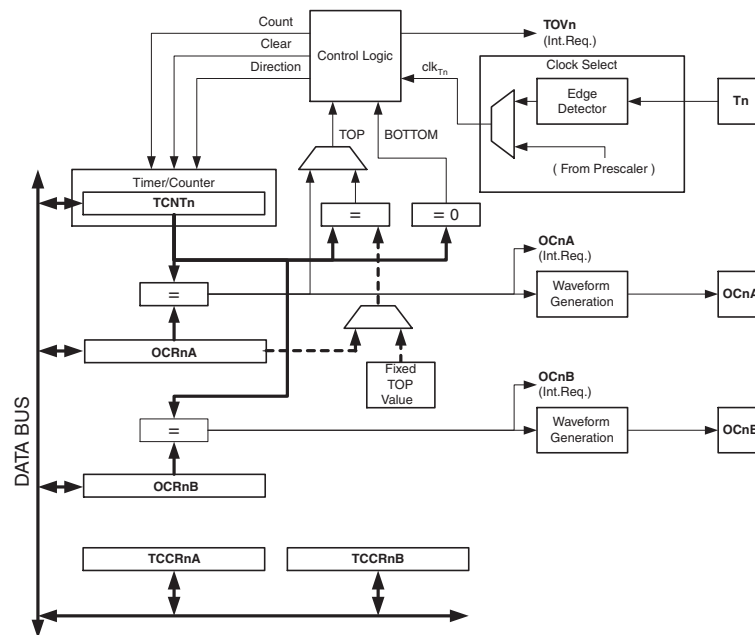 Count
Clear
Direction
Control Logic
TOVn
(Int.Req.)
clkTn
Clock Select
Edge
Detector
Tn
( From Prescaler )
TOP
BOTTOM
Timer/Counter
TCNTn
=
= 0
OCnA
(Int.Req.)
=
Waveform
Generation
OCnA
OCRnA
Fixed
TOP
Value
OCnB
(Int.Req.)
=
Waveform
Generation
OCnB
OCRnB
DATA BUS
TCCRnA
TCCRnB